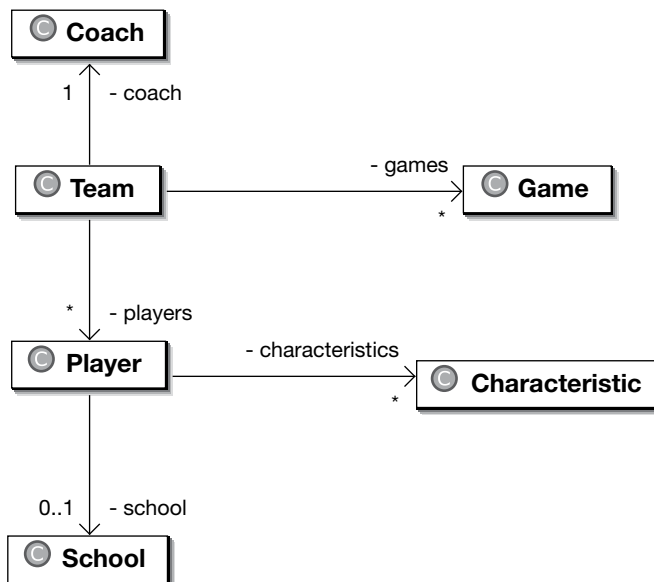 C Coach
1 - coach
C Team
- games
*
C Game
* - players
C Player
- characteristics
*
C Characteristic
0..1 - school
C School